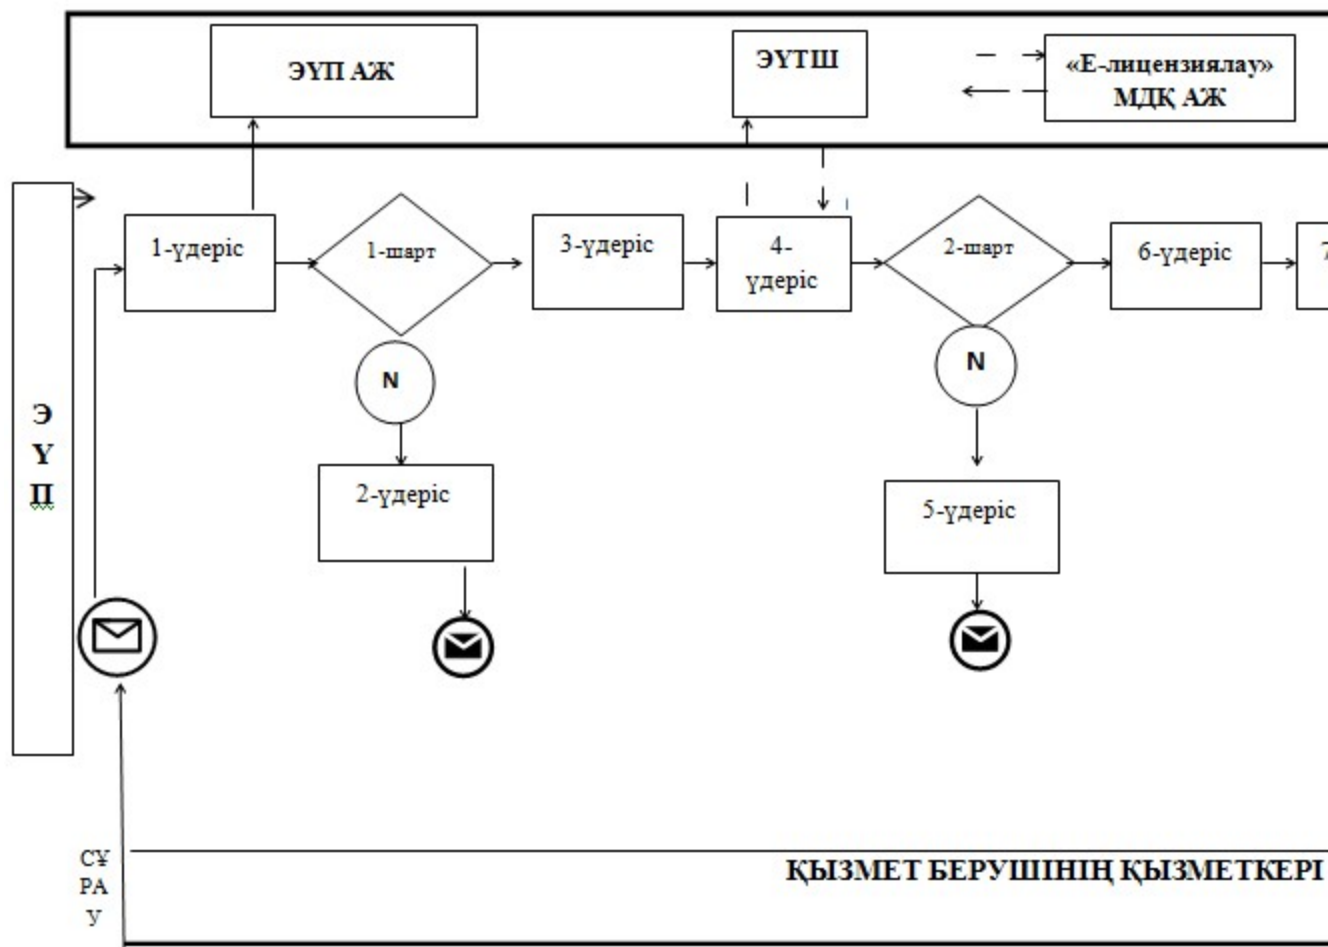 ЭҮП АЖ
ЭҮТШ
«Е-лицензиялау»
МДҚ АЖ
1-үдеріс
1-шарт
3-үдеріс
4-
үдеріс
2-шарт
6-үдеріс
7
N
N
Э
Ү
П
2-үдеріс
5-үдеріс
СҰ
РА
У
ҚЫЗМЕТ БЕРУШІНІҢ ҚЫЗМЕТКЕРІ